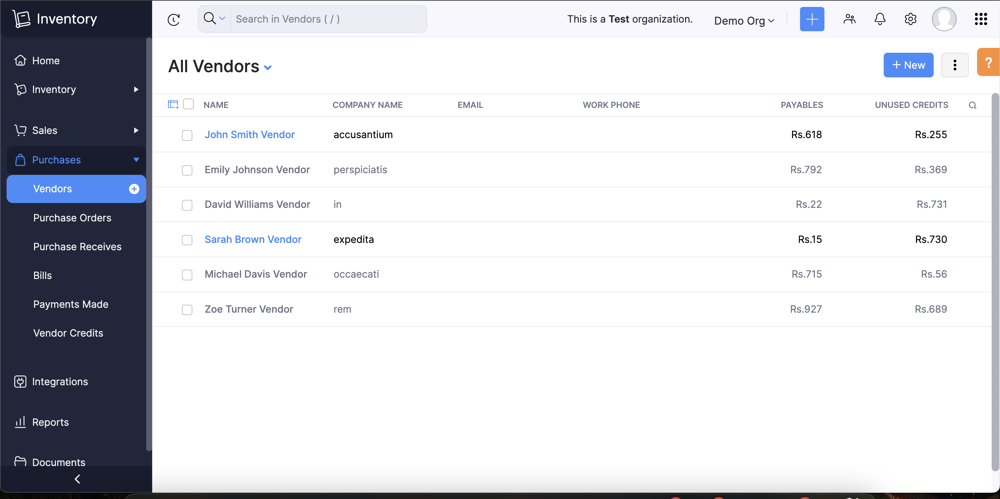 Inventory
Search in Vendors ( / )
This is a Test organization.
Demo Org
Home
Inventory
Sales
Purchases
Vendors
Purchase Orders
Purchase Receives
Bills
Payments Made
Vendor Credits
Integrations
Reports
Documents
All Vendors
+ New
?
NAME COMPANY NAME EMAIL WORK PHONE PAYABLES UNUSED CREDITS
John Smith Vendor accusantium Rs.618 Rs.255
Emily Johnson Vendor perspiciatis Rs.792 Rs.369
David Williams Vendor in Rs.22 Rs.731
Sarah Brown Vendor expedita Rs.15 Rs.730
Michael Davis Vendor occaecati Rs.715 Rs.56
Zoe Turner Vendor rem Rs.927 Rs.689